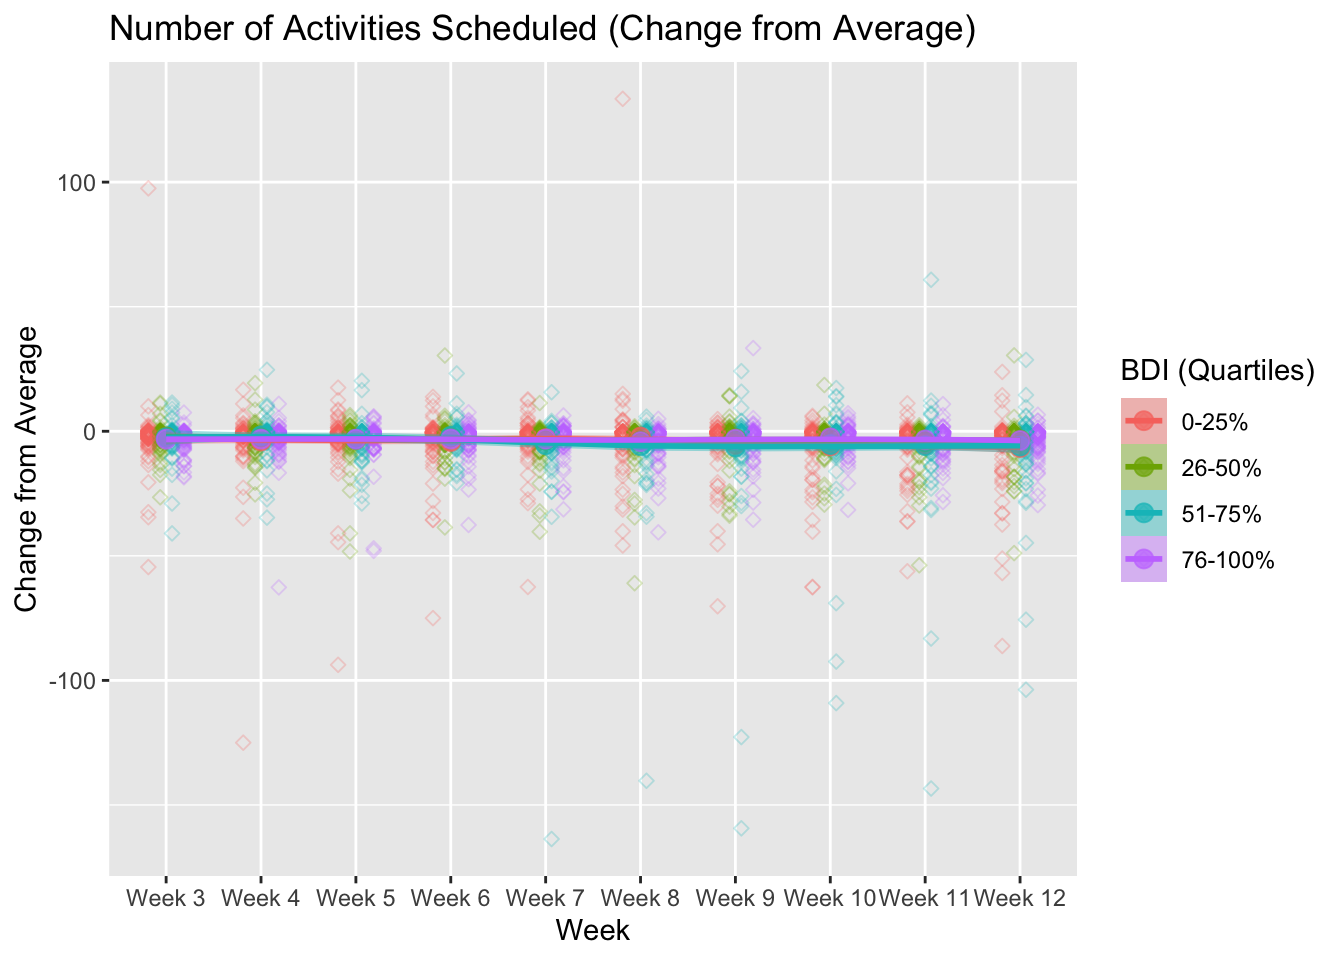 Number of Activities Scheduled (Change from Average)
Change from Average
100
0
-100
Week 3 Week 4 Week 5 Week 6 Week 7 Week 8 Week 9 Week 10 Week 11 Week 12
Week
BDI (Quartiles)
0-25%
26-50%
51-75%
76-100%